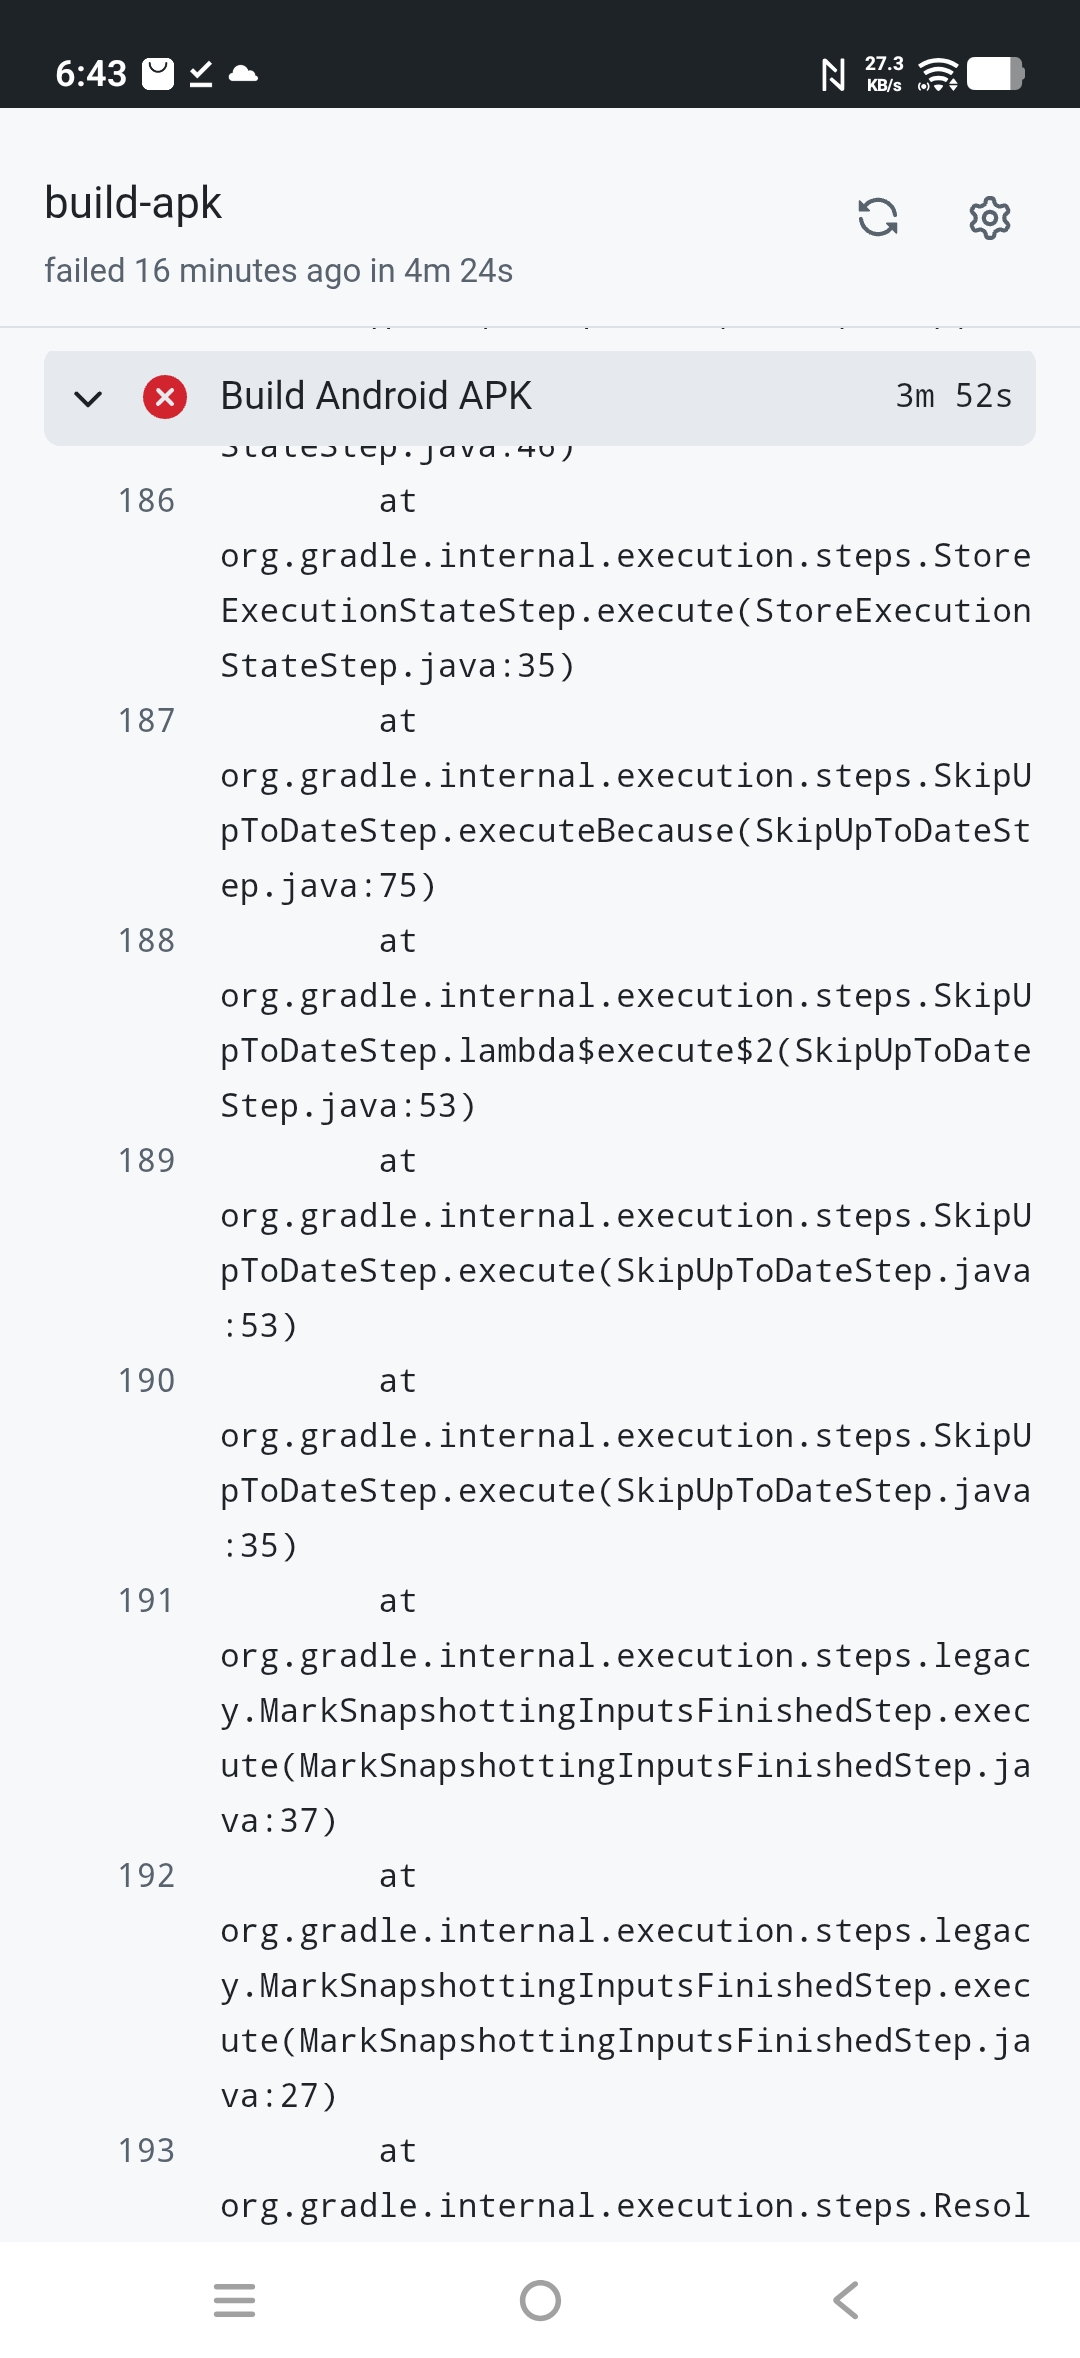 6:43
27.3
KB/s
build-apk
failed 16 minutes ago in 4m 24s
Build Android APK
3m 52s
StateStep.java:46)
186 at
org.gradle.internal.execution.steps.Store
ExecutionStateStep.execute(StoreExecution
StateStep.java:35)
187 at
org.gradle.internal.execution.steps.SkipU
pToDateStep.executeBecause(SkipUpToDateSt
ep.java:75)
188 at
org.gradle.internal.execution.steps.SkipU
pToDateStep.lambda$execute$2(SkipUpToDate
Step.java:53)
189 at
org.gradle.internal.execution.steps.SkipU
pToDateStep.execute(SkipUpToDateStep.java
:53)
190 at
org.gradle.internal.execution.steps.SkipU
pToDateStep.execute(SkipUpToDateStep.java
:35)
191 at
org.gradle.internal.execution.steps.legac
y.MarkSnapshottingInputsFinishedStep.exec
ute(MarkSnapshottingInputsFinishedStep.ja
va:37)
192 at
org.gradle.internal.execution.steps.legac
y.MarkSnapshottingInputsFinishedStep.exec
ute(MarkSnapshottingInputsFinishedStep.ja
va:27)
193 at
org.gradle.internal.execution.steps.Resol